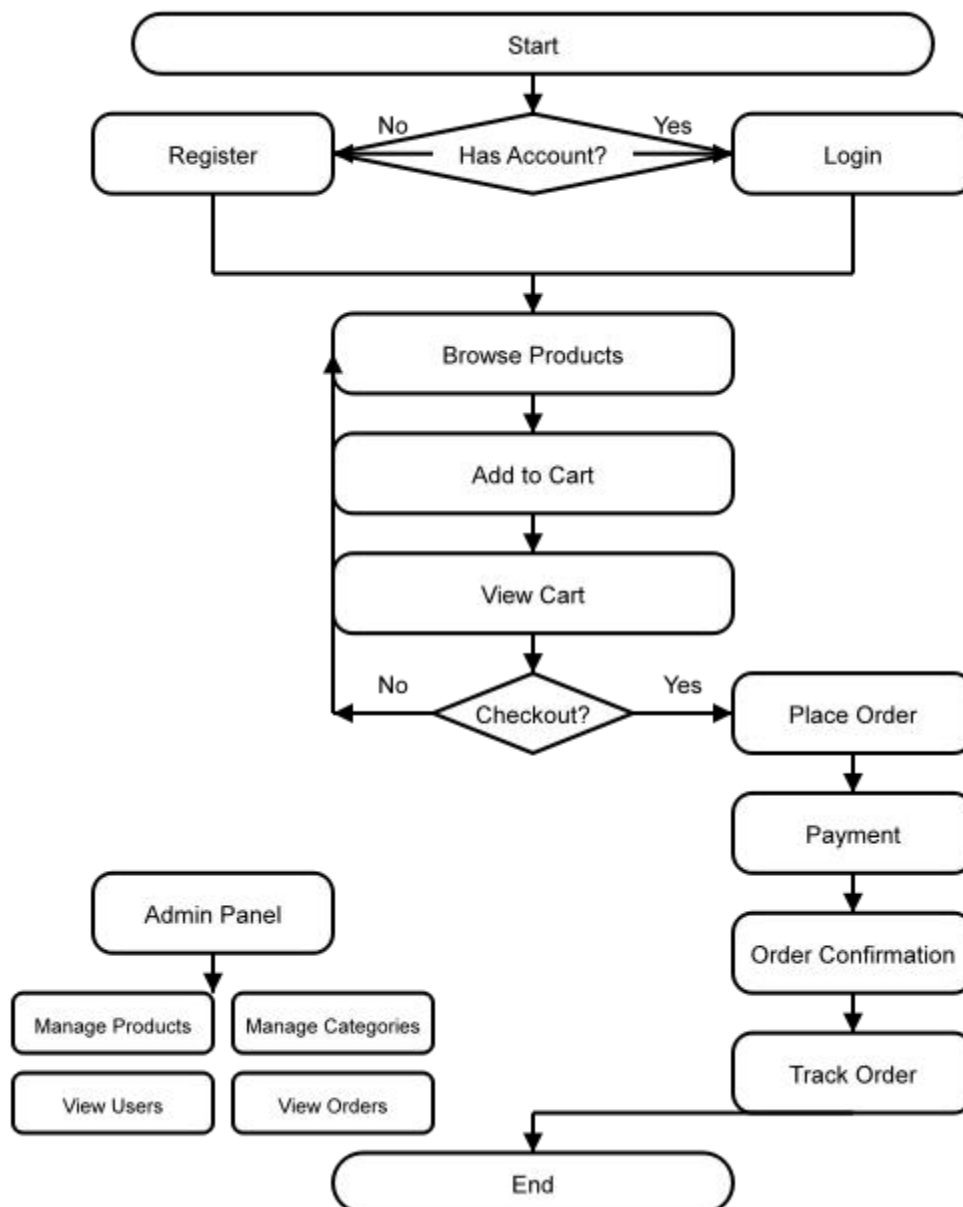 Start
No
Yes
Register
Has Account?
Login
Browse Products
Add to Cart
View Cart
No
Yes
Checkout?
Place Order
Payment
Admin Panel
Order Confirmation
Manage Products
Manage Categories
Track Order
View Users
View Orders
End